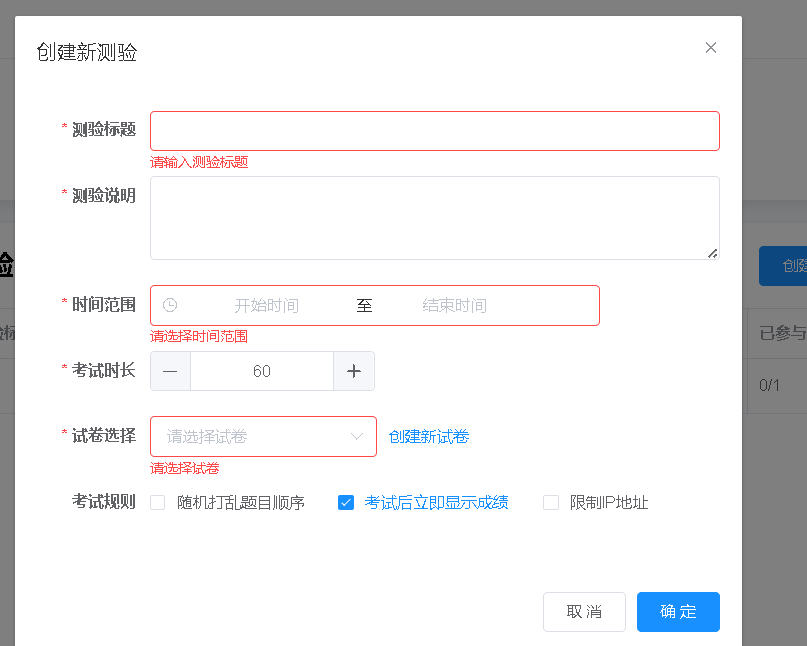 创建新测验
* 测验标题
请输入测验标题
* 测验说明
* 时间范围 开始时间 至 结束时间
请选择时间范围
* 考试时长 60
* 试卷选择 请选择试卷 创建新试卷
请选择试卷
考试规则 随机打乱题目顺序 考试后立即显示成绩 限制IP地址
取消 确定
验
创建
验标
已参与
0/1